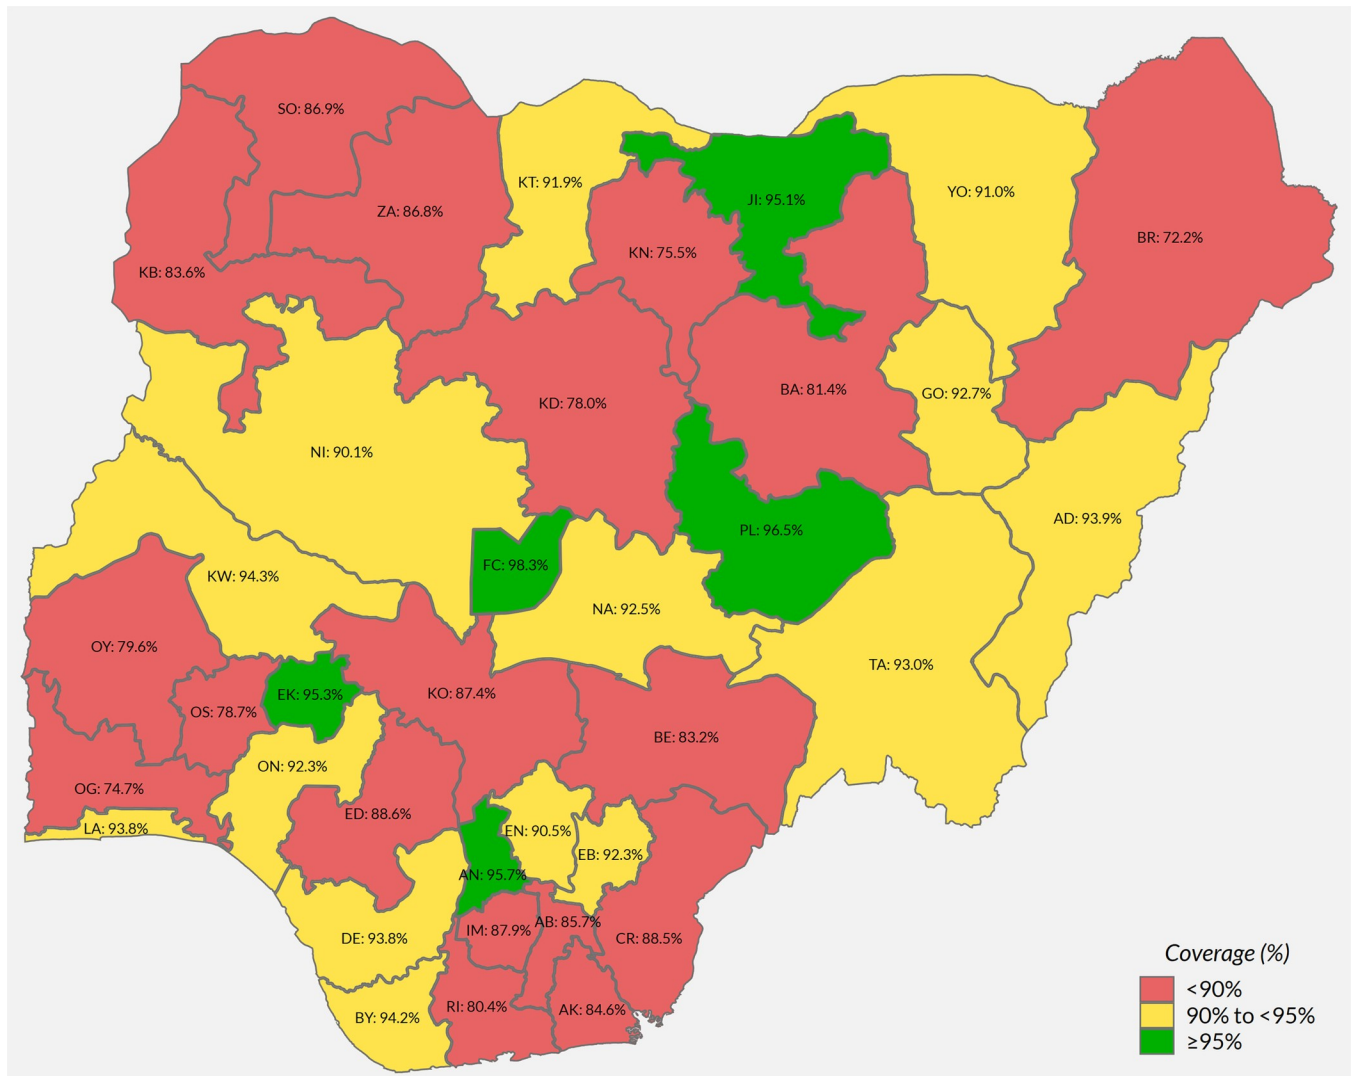 SO: 86.9%
KT: 91.9%
YO: 91.0%
JI: 95.1%
ZA: 86.8%
BR: 72.2%
KN: 75.5%
KB: 83.6%
BA: 81.4%
GO: 92.7%
KD: 78.0%
NI: 90.1%
AD: 93.9%
PL: 96.5%
FC: 98.3%
KW: 94.3%
NA: 92.5%
OY: 79.6%
TA: 93.0%
EK: 95.3%
KO: 87.4%
OS: 78.7%
BE: 83.2%
ON: 92.3%
OG: 74.7%
ED: 88.6%
LA: 93.8%
EN: 90.5%
EB: 92.3%
AN: 95.7%
AB: 85.7%
IM: 87.9%
DE: 93.8%
CR: 88.5%
RI: 80.4%
AK: 84.6%
BY: 94.2%
Coverage (%)
<90%
90% to <95%
≥95%